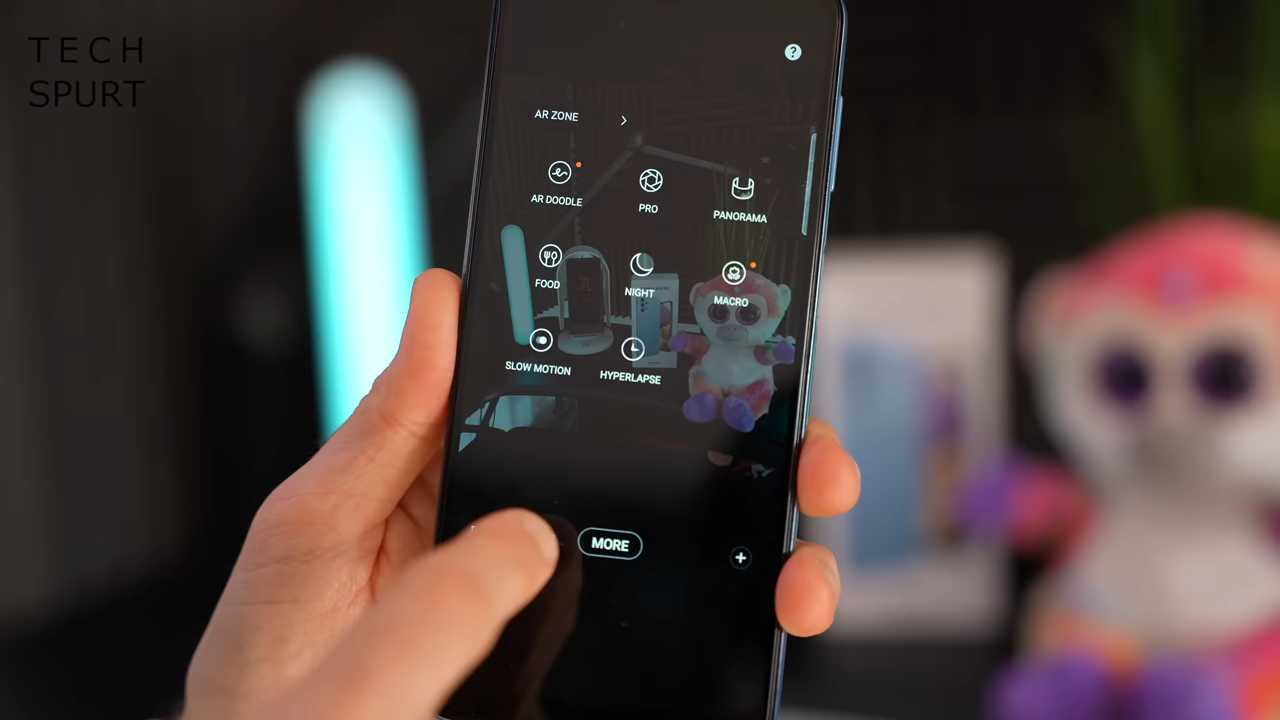 TECH
SPURT
?
AR ZONE
AR DOODLE
PRO
PANORAMA
FOOD
NIGHT
MACRO
SLOW MOTION
HYPERLAPSE
MORE